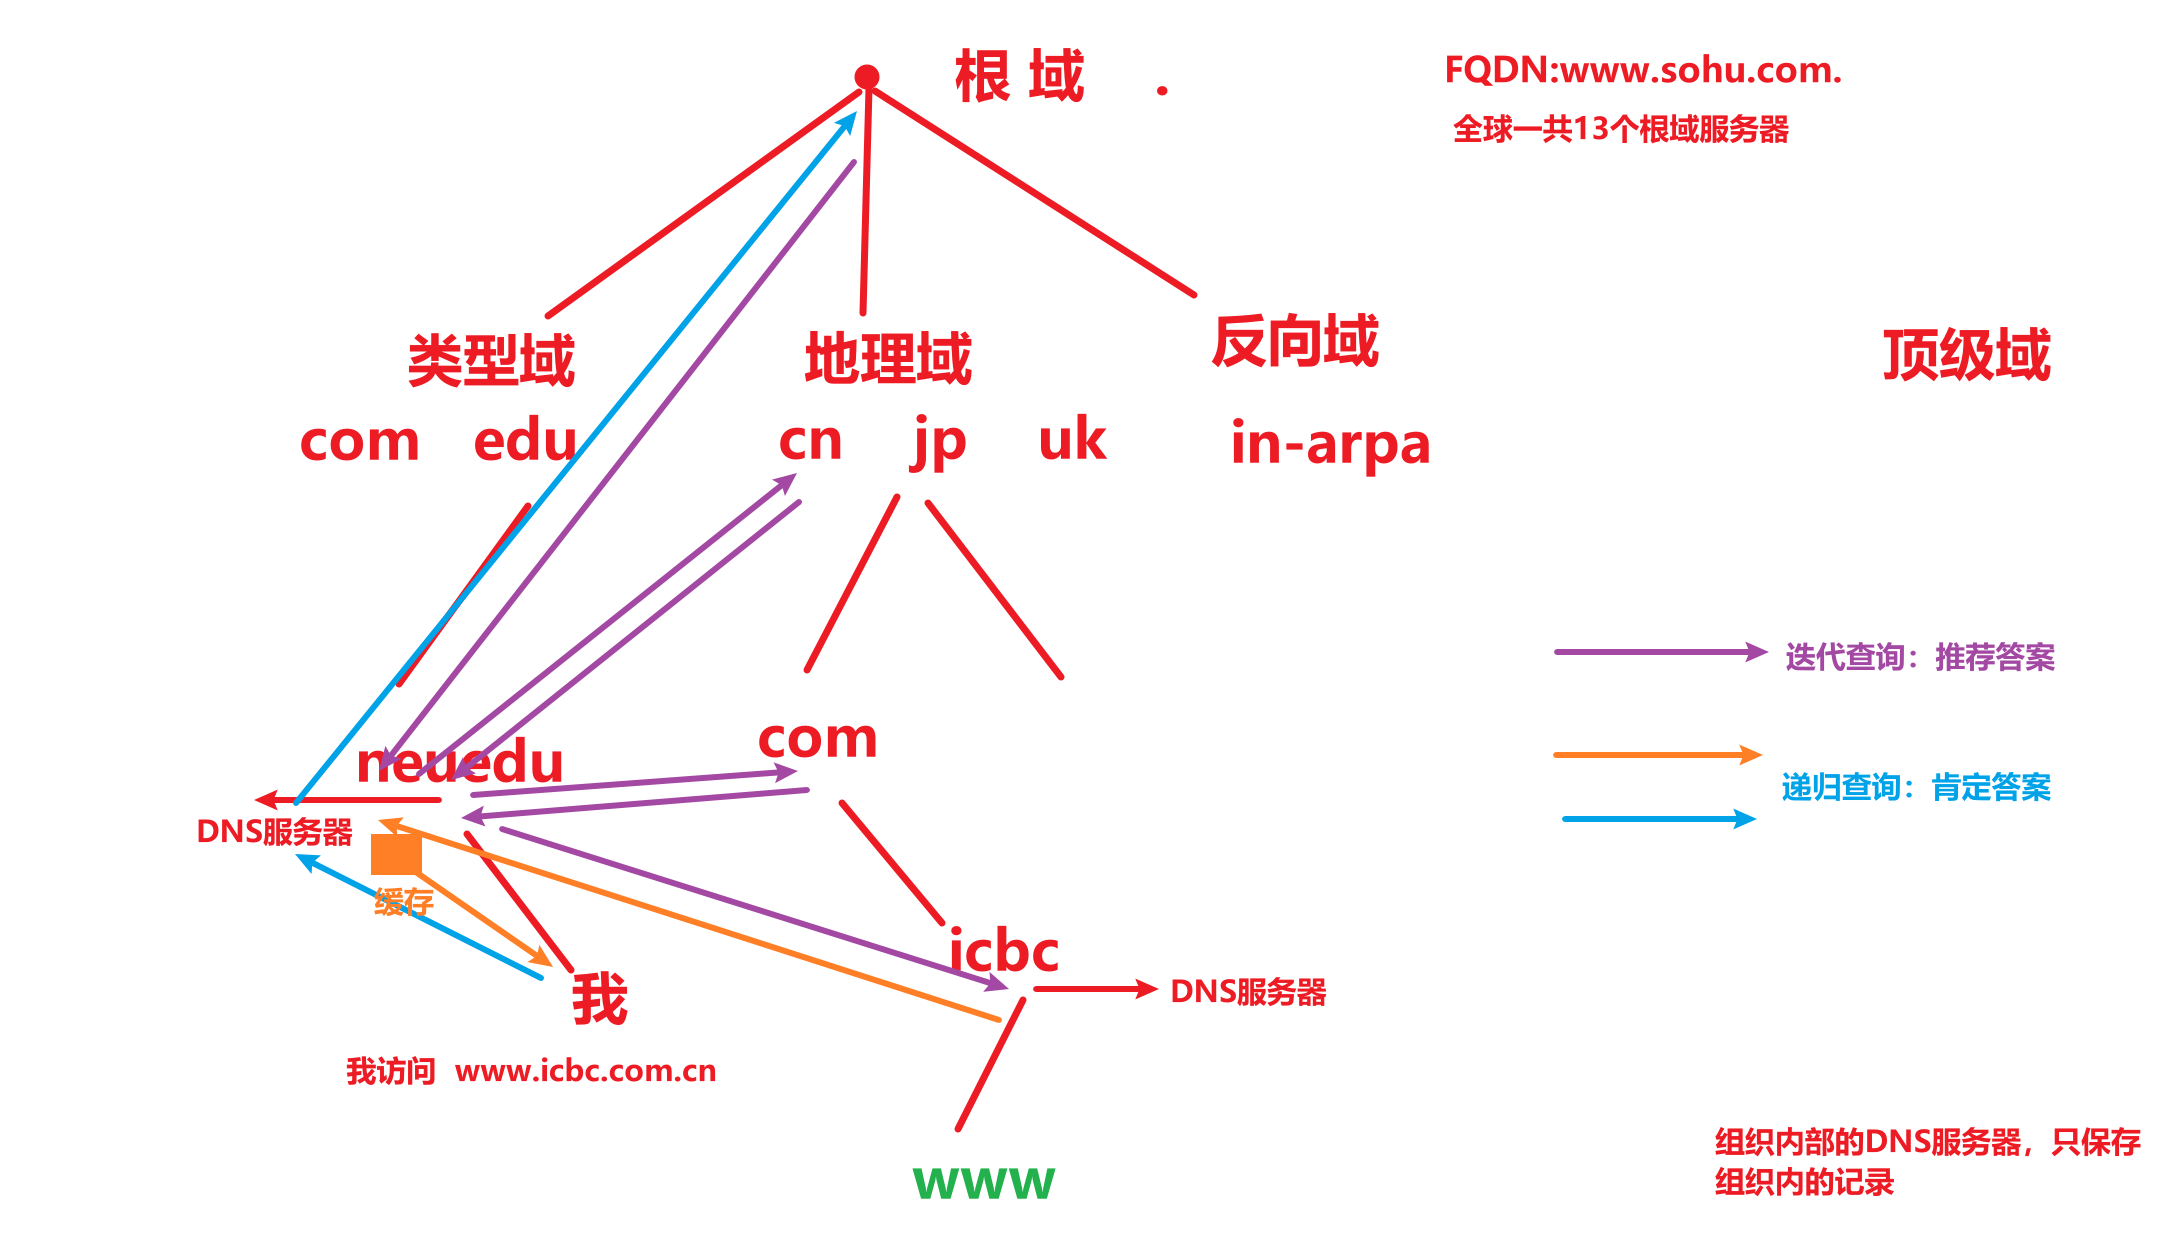 根 域 .
FQDN:www.sohu.com.
全球一共13个根域服务器
类型域
地理域
反向域
顶级域
com edu
cn jp uk
in-arpa
迭代查询：推荐答案
递归查询：肯定答案
neuedu
com
DNS服务器
缓存
icbc
DNS服务器
我
我访问 www.icbc.com.cn
www
组织内部的DNS服务器，只保存
组织内的记录